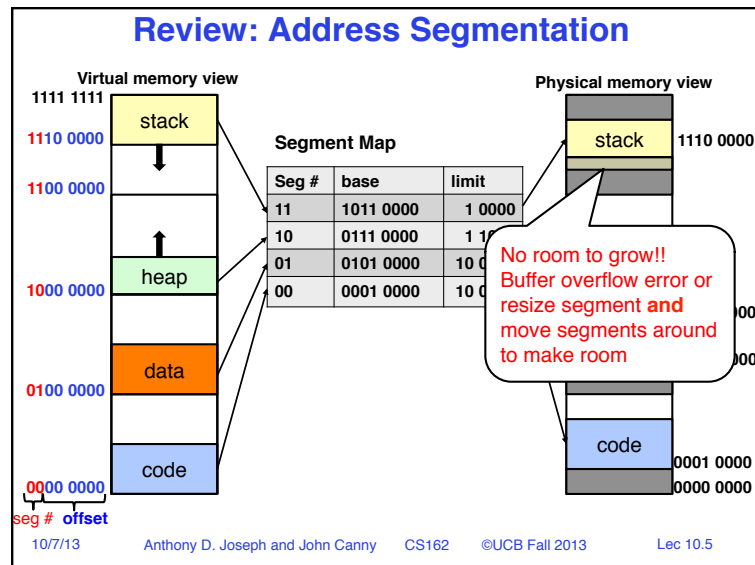 Review: Address Segmentation
Virtual memory view
Physical memory view
1111 1111
stack
1110 0000
1100 0000
heap
1000 0000
data
0100 0000
code
0000 0000
seg # offset
Segment Map
Seg # base limit
11 1011 0000 1 0000
10 0111 0000 1
01 0101 0000 10
00 0001 0000 10
stack
1110 0000
No room to grow!!
Buffer overflow error or
resize segment and
move segments around
to make room
code
0001 0000
0000 0000
10/7/13 Anthony D. Joseph and John Canny CS162 ©UCB Fall 2013 Lec 10.5